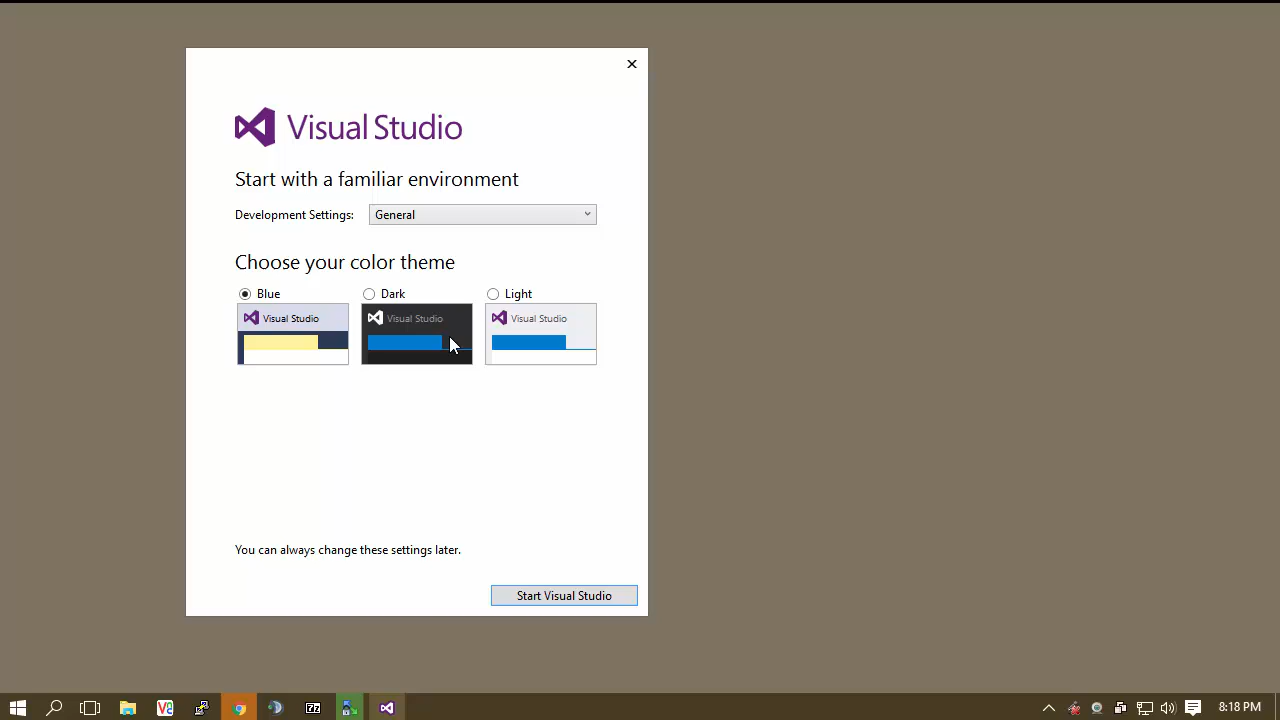 Visual Studio
Start with a familiar environment
Development Settings: General
Choose your color theme
Blue Dark Light
Visual Studio Visual Studio Visual Studio
You can always change these settings later.
Start Visual Studio
8:18 PM